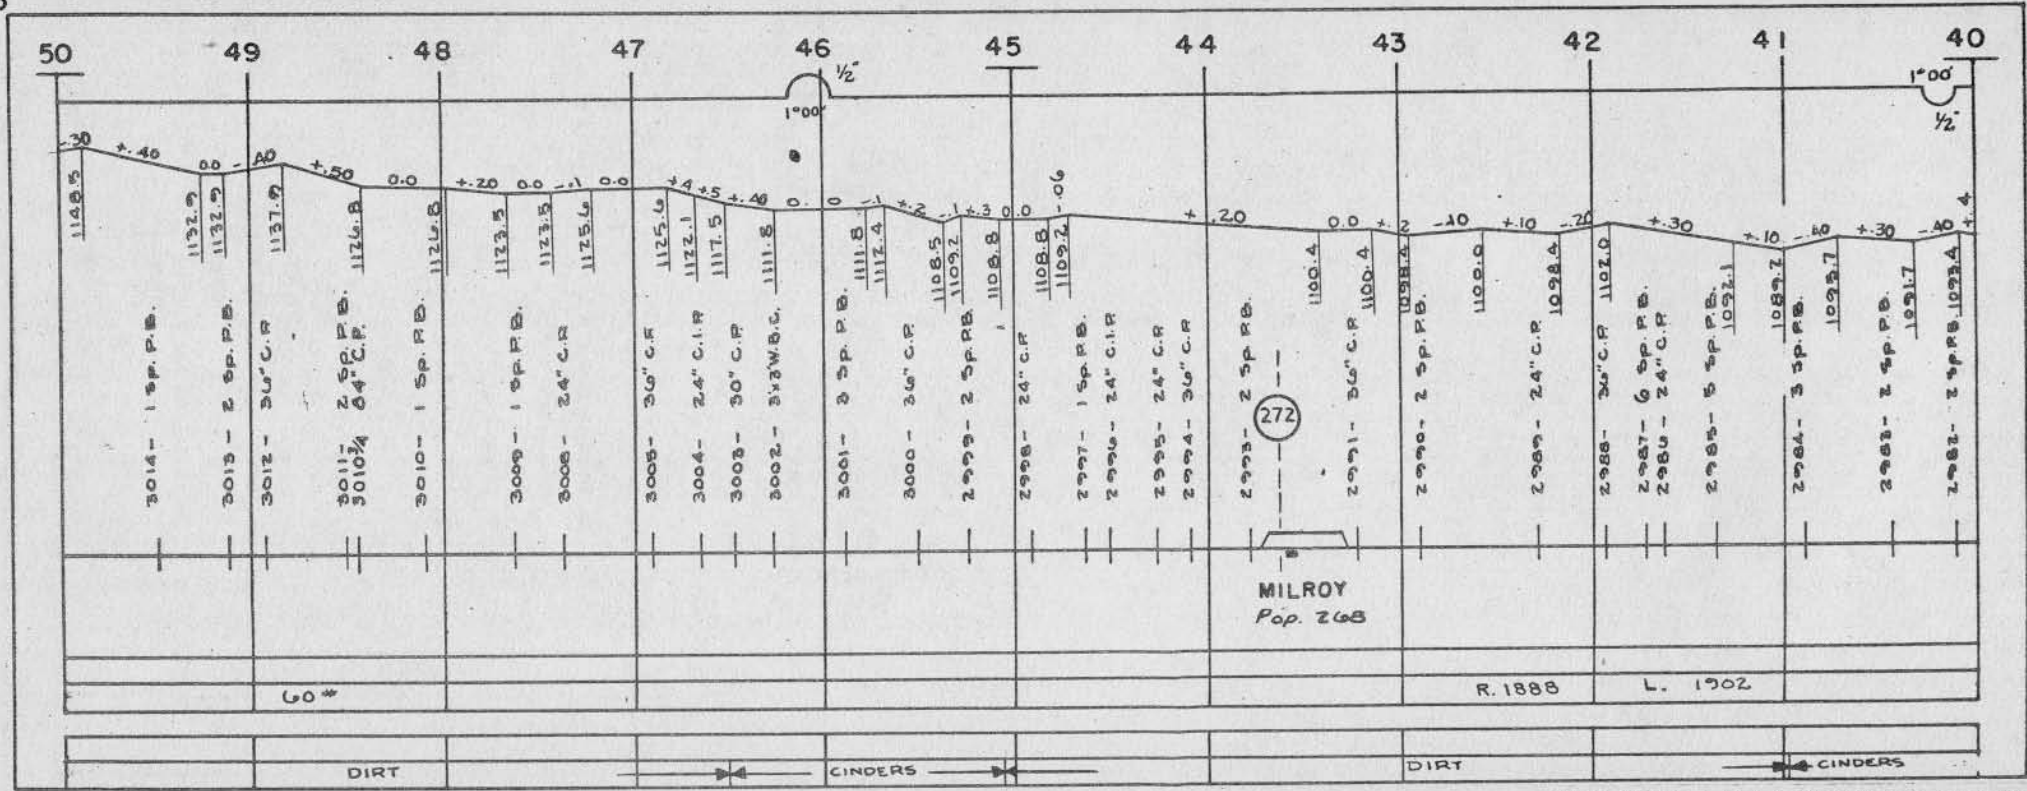 50 49 48 47 46 45 44 43 42 41 40
½" 1°00'
1°00' ½"
-.30 +.40 0.0 -.40 +.50 0.0 +.20 0.0 -.1 0.0 +.4 +.5 +.40 0.0 -.1 +.2 -.1 +.3 0.0 -.06 +.20 0.0 +.2 -.10 +.10 -.20 +.30 +.10 -.40 +.30 -.40 +.4
1148.5
1132.9
1132.9
1137.9
1126.8
1126.8
1123.5
1123.5
1125.6
1125.6
1122.1
1117.5
1111.8
1111.8
1112.4
1108.5
1109.2
1108.8
1108.8
1109.2
1100.4
1100.4
1098.4
1100.0
1098.4
1102.0
1092.1
1089.2
1095.7
1091.7
1093.4
3014- 1 Sp. P.B.
3013- 2 Sp. P.B.
3012- 36" C.P.
3011- 2 Sp. P.B.
3010¾ 84" C.P.
3010- 1 Sp. P.B.
3009- 1 Sp. P.B.
3008- 24" C.P.
3005- 36" C.P.
3004- 24" C.I.P.
3003- 30" C.P.
3002- 3'x3' W.B.C.
3001- 3 Sp. P.B.
3000- 36" C.P.
2999- 2 Sp. P.B.
2998- 24" C.P.
2997- 1 Sp. P.B.
2996- 24" C.I.P.
2995- 24" C.P.
2994- 36" C.P.
2993- 2 Sp. P.B.
272
2991- 36" C.P.
2990- 2 Sp. P.B.
2989- 24" C.P.
2988- 36" C.P.
2987- 6 Sp. P.B.
2986- 24" C.P.
2985- 5 Sp. P.B.
2984- 3 Sp. P.B.
2983- 2 Sp. P.B.
2982- 2 Sp. P.B.
MILROY
Pop. 268
60# R. 1888 L. 1902
DIRT CINDERS DIRT CINDERS